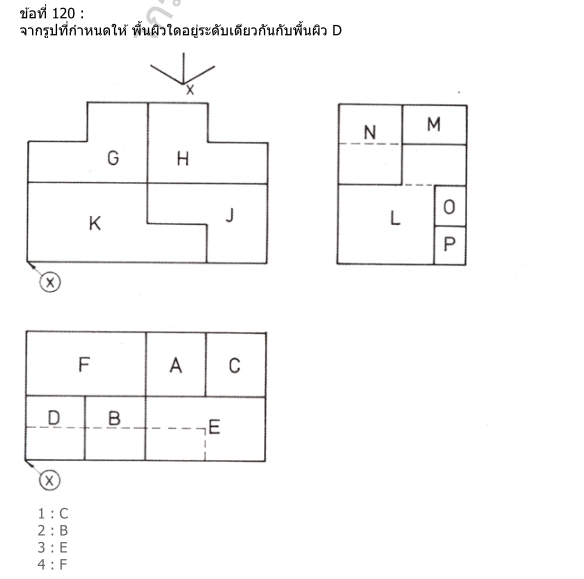 ข้อที่ 120 :
จากรูปที่กำหนดให้ พื้นผิวใดอยู่ระดับเดียวกันกับพื้นผิว D
X
G H
K J
X
N M
L O
P
F A C
D B E
X
1 : C
2 : B
3 : E
4 : F